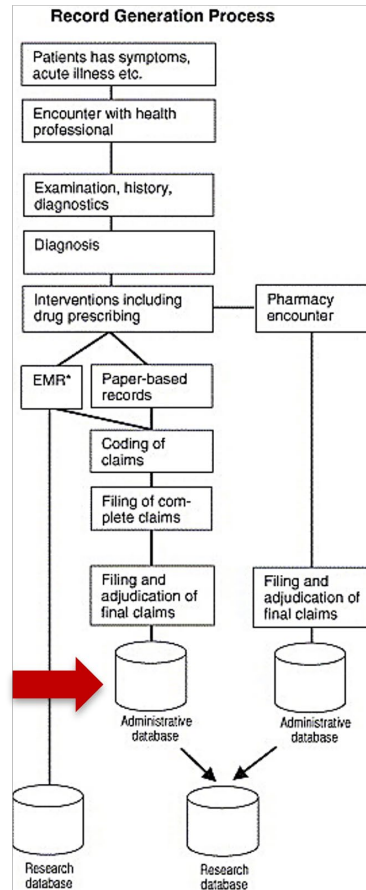 Record Generation Process
Patients has symptoms,
acute illness etc.
Encounter with health
professional
Examination, history,
diagnostics
Diagnosis
Interventions including
drug prescribing
Pharmacy
encounter
EMR*
Paper-based
records
Coding of
claims
Filing of com-
plete claims
Filing and
adjudication of
final claims
Filing and
adjudication of
final claims
Administrative
database
Administrative
database
Research
database
Research
database